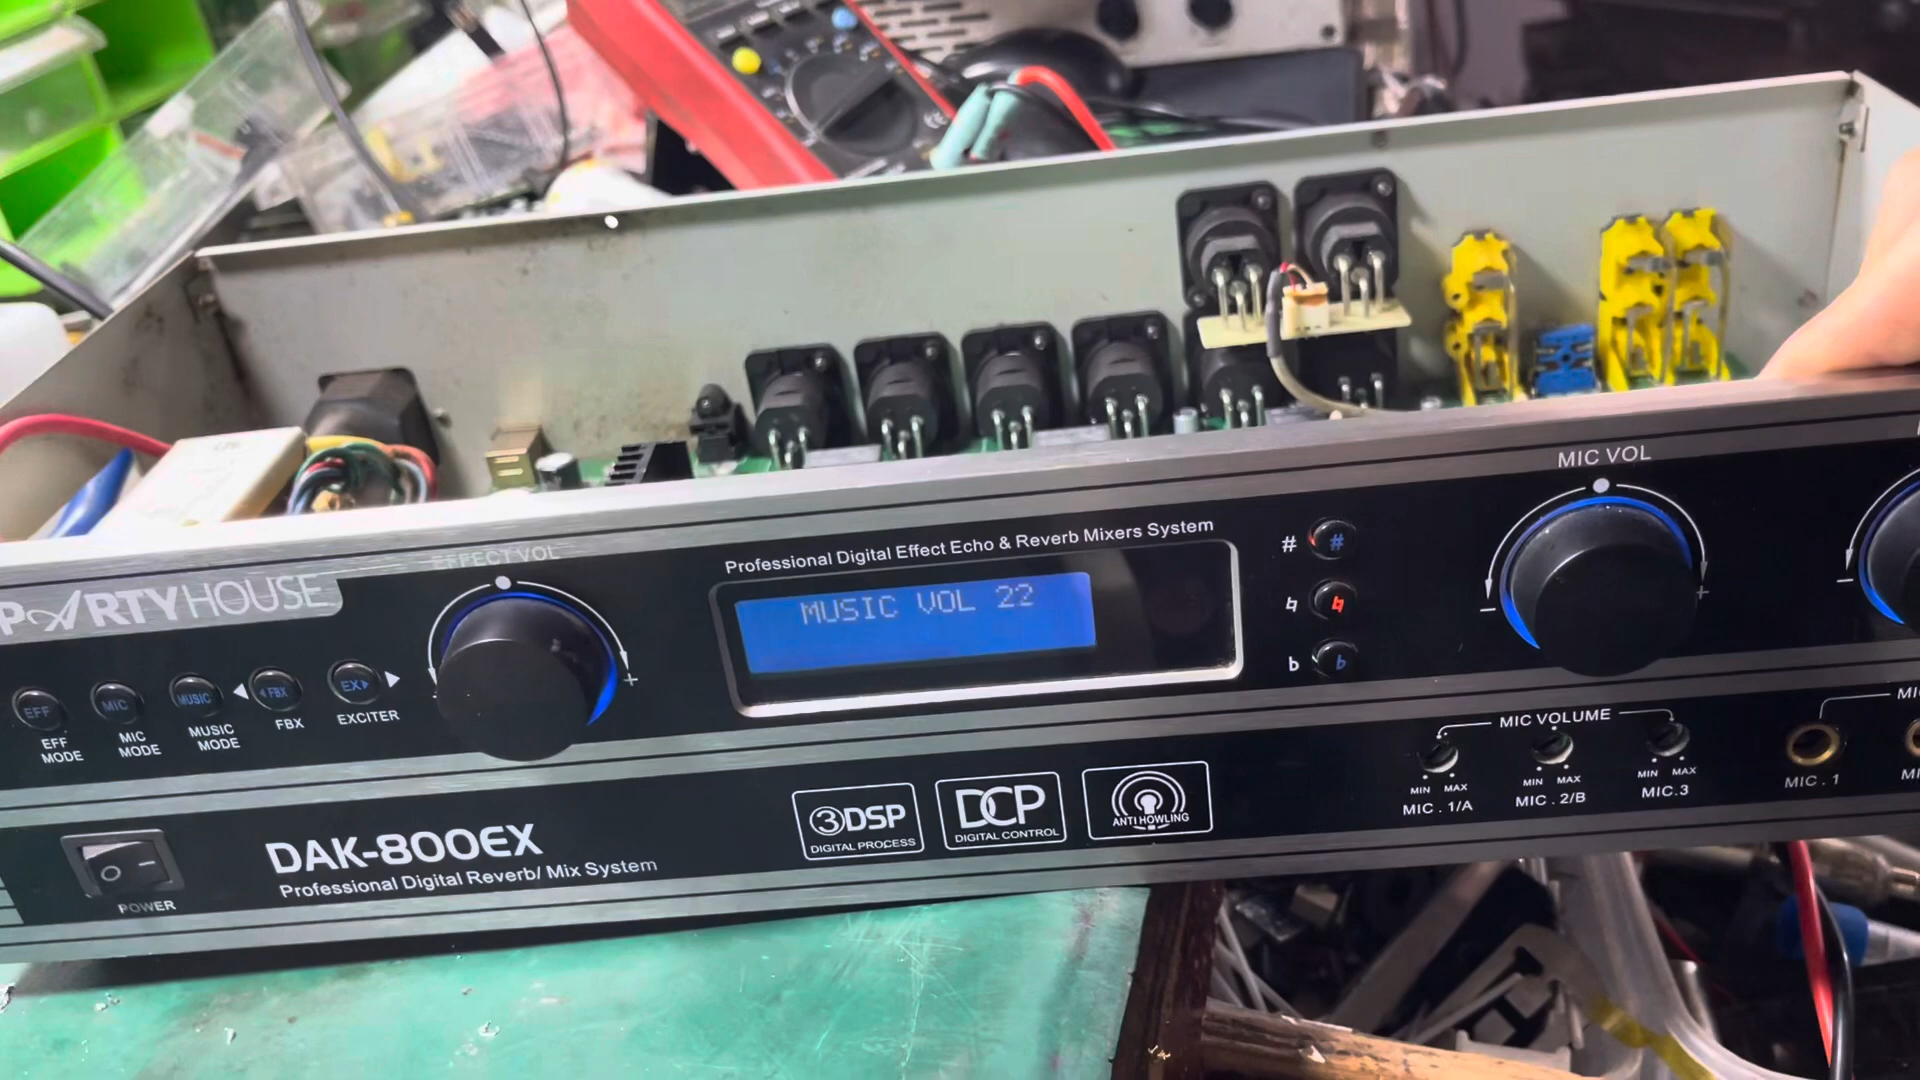 MIC VOL
EFFECT VOL
Professional Digital Effect Echo & Reverb Mixers System
PARTYHOUSE
MUSIC VOL 22
# #
♮ ♮
b b
EFF MIC MUSIC ◀FBX EX▶
EFF MODE
MIC MODE
MUSIC MODE
FBX
EXCITER
- +
- +
-
MIC VOLUME
MIN MAX
MIN MAX
MIN MAX
MIC . 1/A
MIC . 2/B
MIC.3
MIC . 1
POWER
DAK-800EX
Professional Digital Reverb/ Mix System
3DSP
DIGITAL PROCESS
DCP
DIGITAL CONTROL
ANTI HOWLING